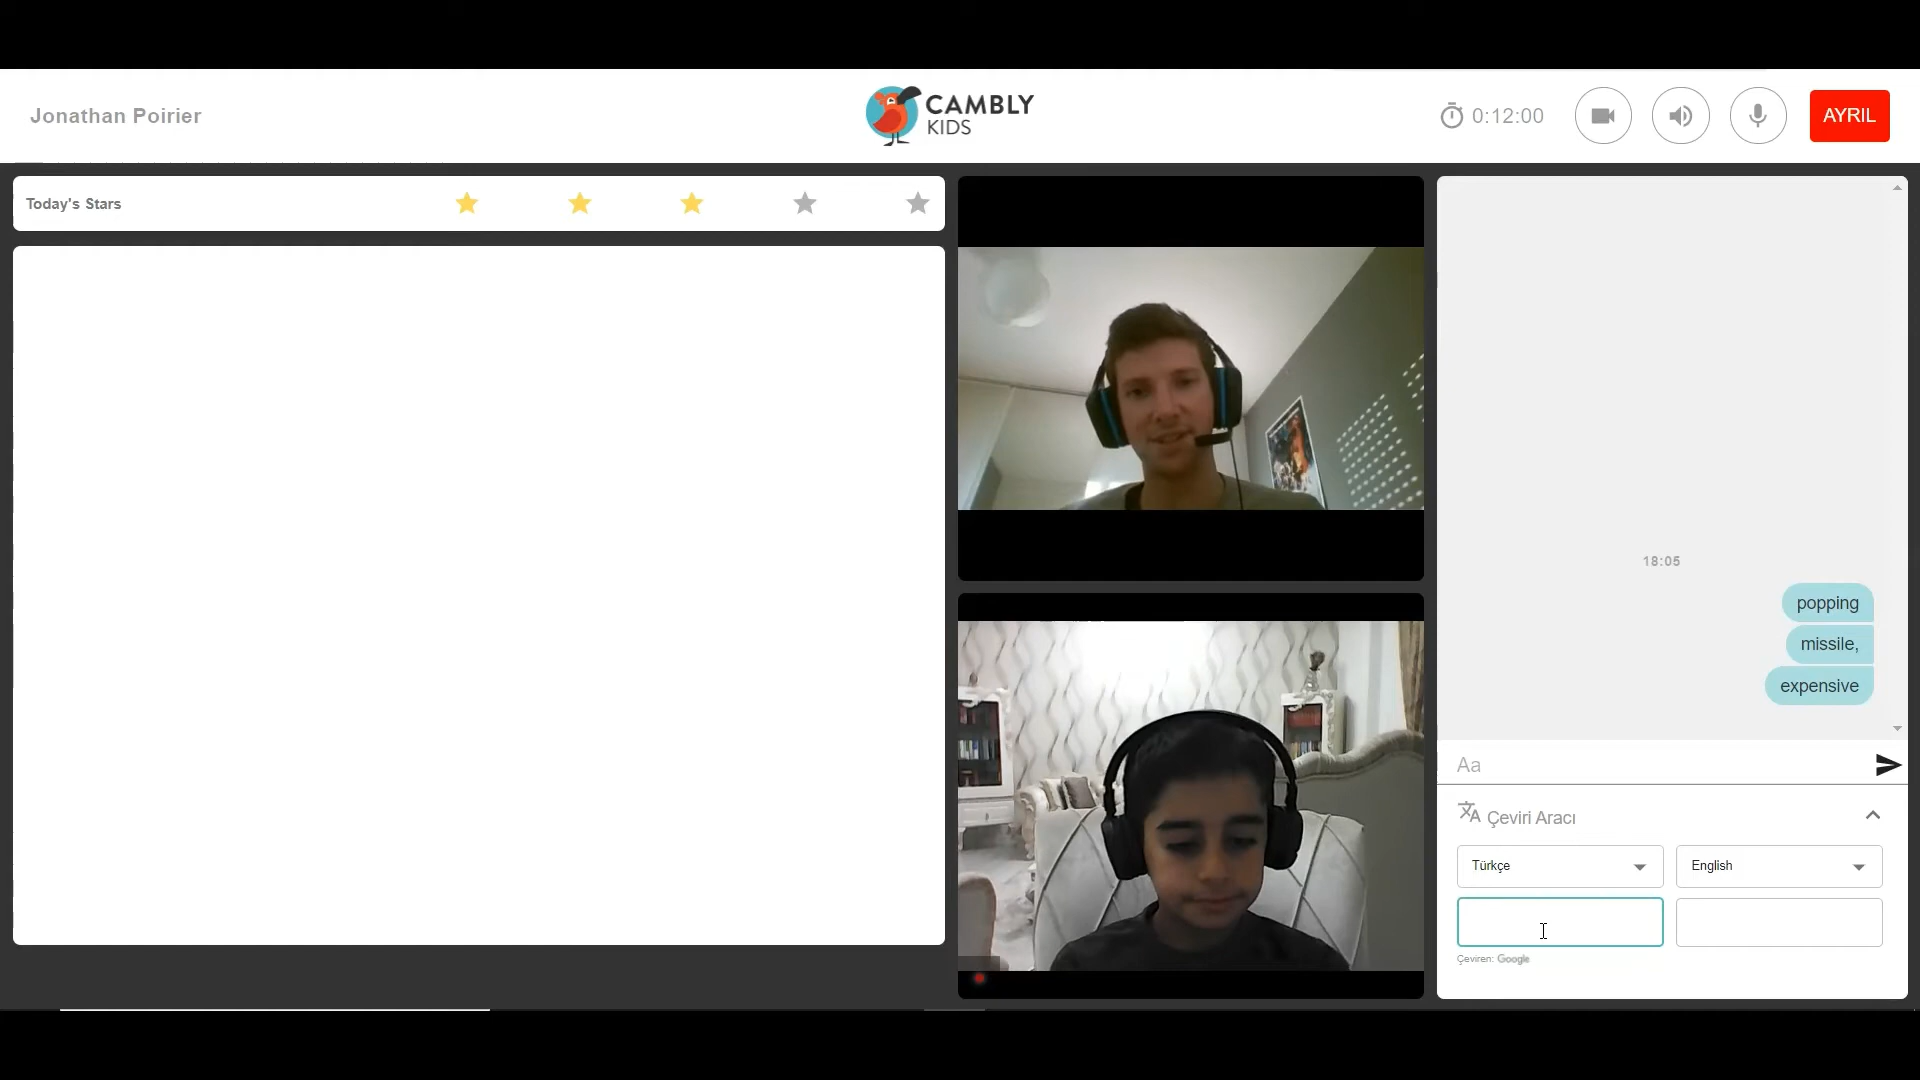 Jonathan Poirier
CAMBLY
KIDS
0:12:00
AYRIL
Today's Stars
18:05
popping
missile,
expensive
Aa
Çeviri Aracı
Türkçe
English
Çeviren: Google